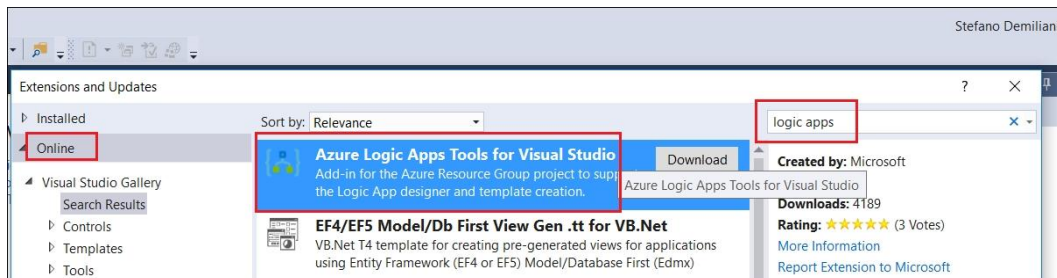 Stefano Demilian
Extensions and Updates
?
Installed
Sort by: Relevance
logic apps
Online
Azure Logic Apps Tools for Visual Studio
Download
Created by: Microsoft
Add-in for the Azure Resource Group project to
the Logic App designer and template creation.
Azure Logic Apps Tools for Visual Studio
Visual Studio Gallery
Downloads: 4189
Search Results
EF4/EF5 Model/Db First View Gen .tt for VB.Net
Rating: (3 Votes)
Controls
VB.Net T4 template for creating pre-generated views for applications
More Information
Templates
using Entity Framework (EF4 or EF5) Model/Database First (Edmx)
Tools
Report Extension to Microsoft